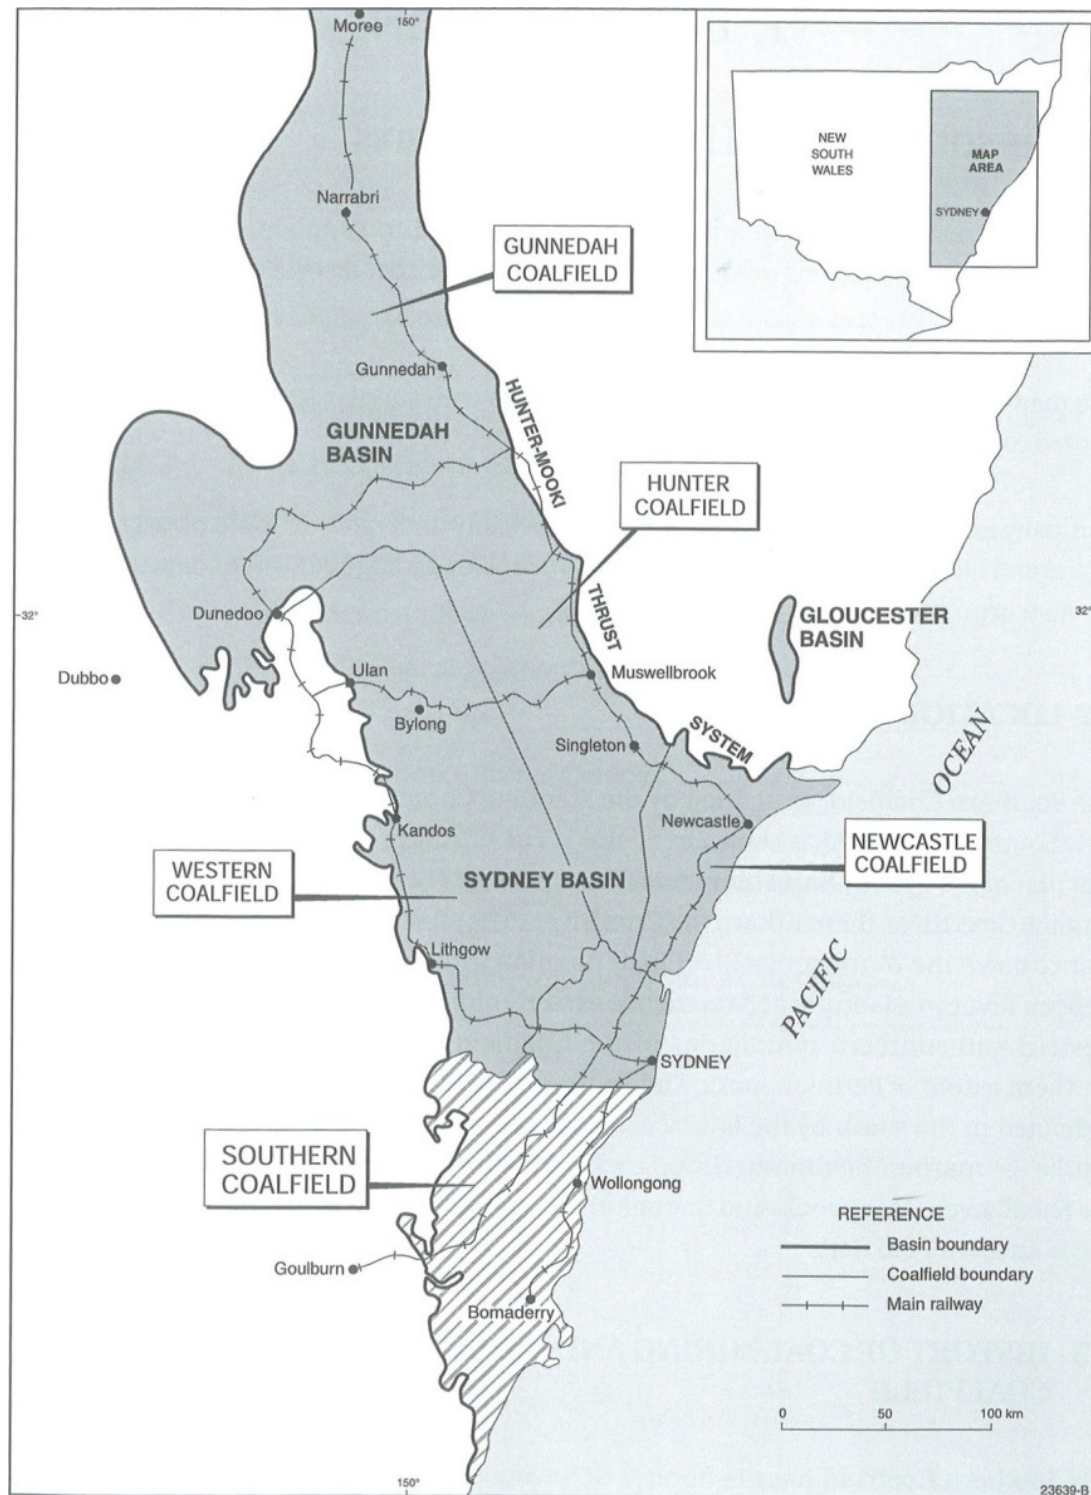 150°
Moree
NEW
SOUTH
WALES
MAP
AREA
SYDNEY
Narrabri
GUNNEDAH
COALFIELD
Gunnedah
HUNTER-MOOKI
THRUST
SYSTEM
GUNNEDAH
BASIN
HUNTER
COALFIELD
32°
Dunedoo
GLOUCESTER
BASIN
32°
Dubbo
Ulan
Muswellbrook
Bylong
Singleton
PACIFIC
OCEAN
Kandos
Newcastle
NEWCASTLE
COALFIELD
WESTERN
COALFIELD
SYDNEY BASIN
Lithgow
SYDNEY
SOUTHERN
COALFIELD
Wollongong
Goulburn
Bomaderry
REFERENCE
Basin boundary
Coalfield boundary
Main railway
0 50 100 km
150°